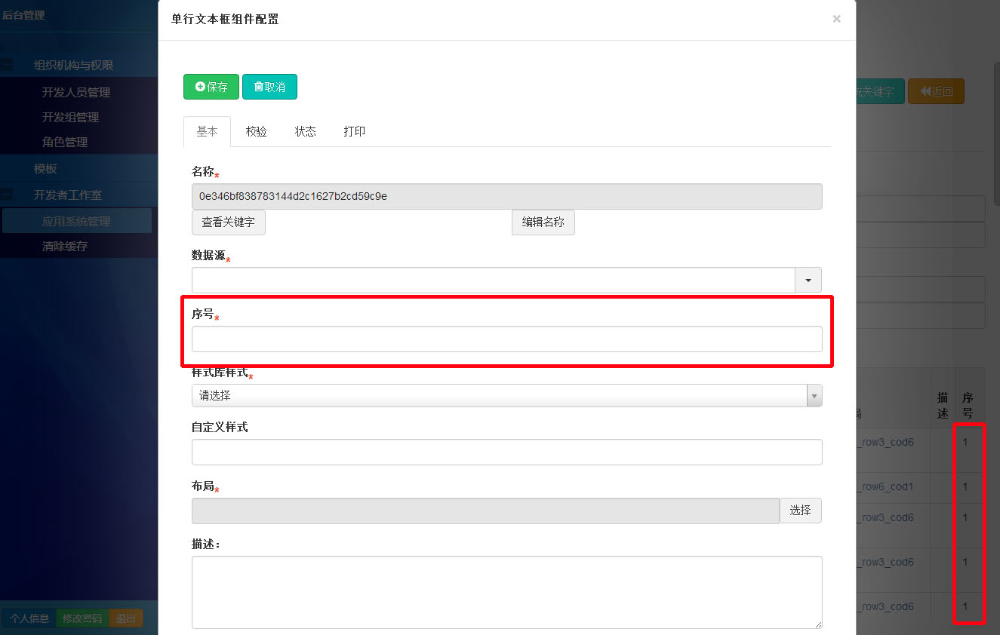 后台管理
组织机构与权限
开发人员管理
开发组管理
角色管理
模板
开发者工作室
应用系统管理
清除缓存
个人信息 修改密码 退出
单行文本框组件配置
×
保存 取消
基本 校验 状态 打印
名称*
0e346bf838783144d2c1627b2cd59c9e
查看关键字 编辑名称
数据源*
序号*
样式库样式*
请选择
自定义样式
布局*
选择
描述：
关键字 返回
描述 序号
_row3_cod6 1
_row6_cod1 1
_row3_cod6 1
_row3_cod6 1
_row3_cod6 1